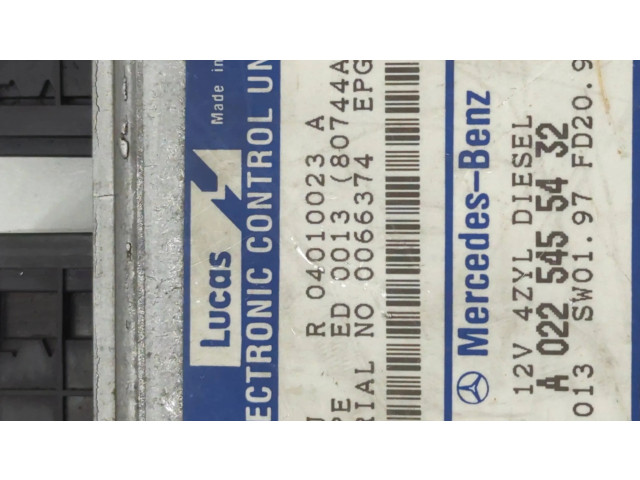 Made in
Lucas
ECTRONIC CONTROL UN
R 04010023 A
PE ED 0013 (80744A
RIAL NO 0066374 EPG
Mercedes-Benz
12V 4ZYL DIESEL
A 022 545 54 32
013 SW01.97 FD20.9